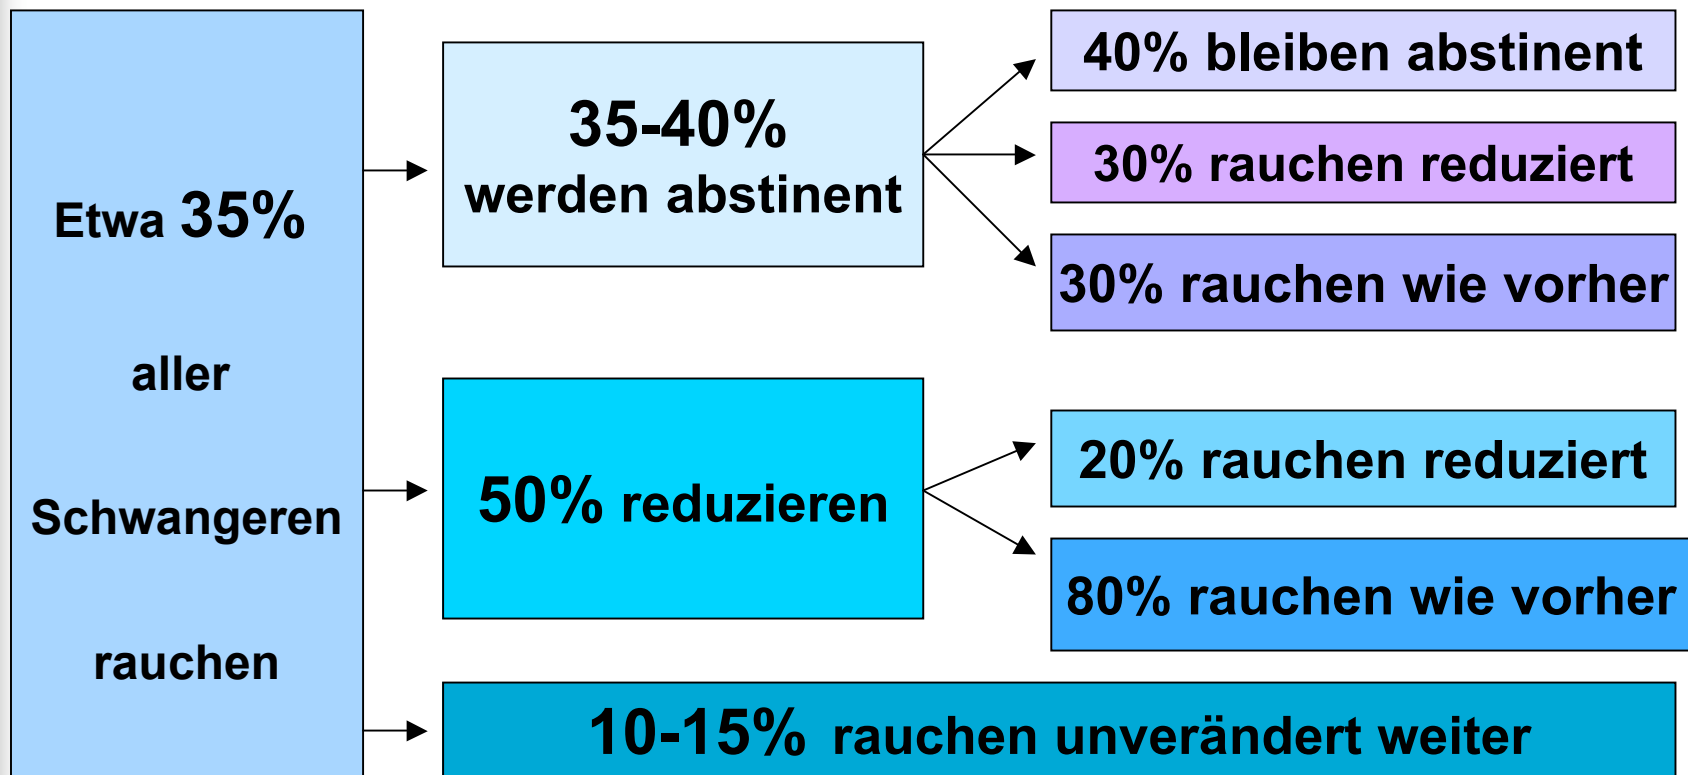 Etwa 35%
aller
Schwangeren
rauchen
35-40%
werden abstinent
40% bleiben abstinent
30% rauchen reduziert
30% rauchen wie vorher
50% reduzieren
20% rauchen reduziert
80% rauchen wie vorher
10-15% rauchen unverändert weiter